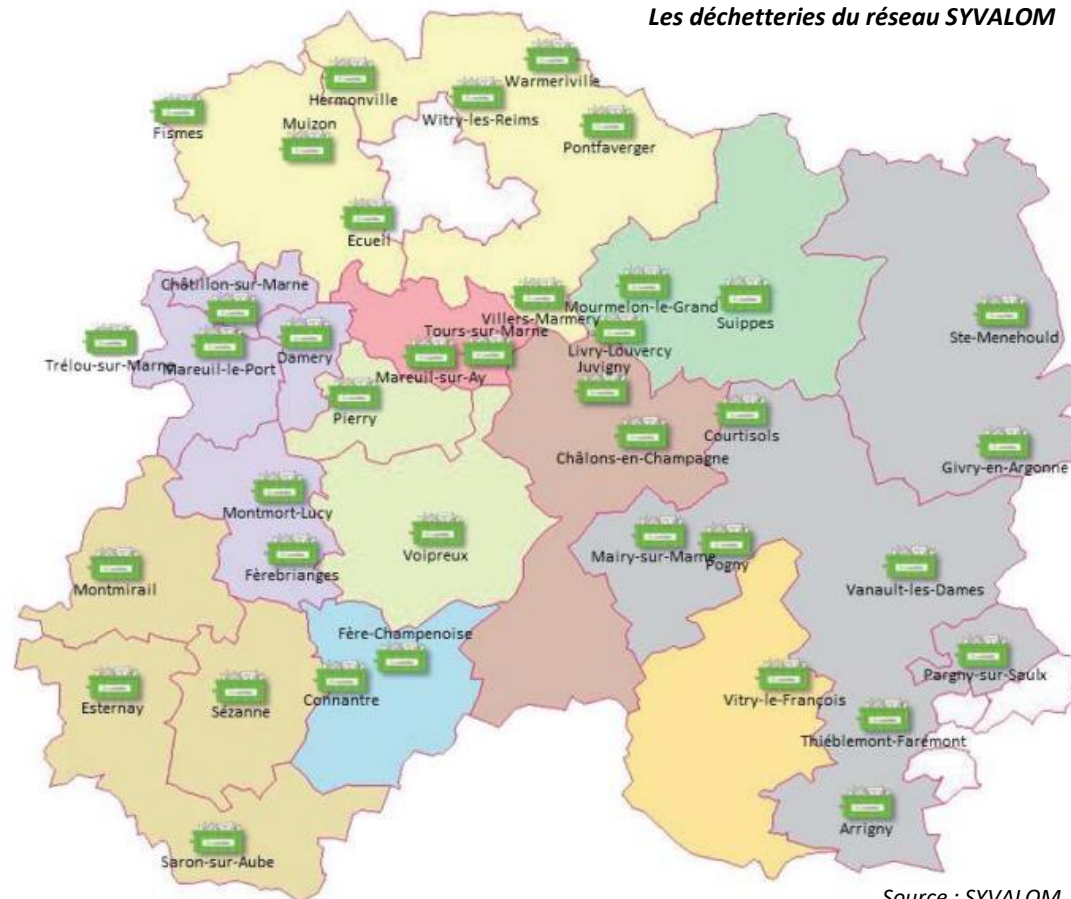 Les déchetteries du réseau SYVALOM
Warmeriville
Hermonville
Witry-les-Reims
Fismes
Muizon
Pontfaverger
Ecueil
Châtillon-sur-Marne
Mourmelon-le-Grand
Villers-Marmery
Suippes
Tours-sur-Marne
Ste-Menehould
Livry-Louvercy
Damery
Trélou-sur-Marne
Mareuil-le-Port
Mareuil-sur-Ay
Juvigny
Pierry
Courtisols
Châlons-en-Champagne
Givry-en-Argonne
Montmort-Lucy
Voipreux
Mairy-sur-Marne
Pogny
Fèrebrianges
Montmirail
Vanault-les-Dames
Fère-Champenoise
Pargny-sur-Saulx
Connantre
Vitry-le-François
Esternay
Sézanne
Thiéblemont-Farémont
Arrigny
Saron-sur-Aube
Source : SYVALOM